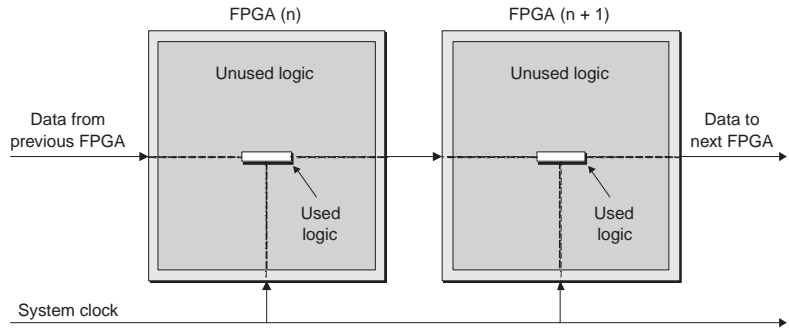 FPGA (n)
FPGA (n + 1)
Unused logic
Unused logic
Data from
previous FPGA
Data to
next FPGA
Used
logic
Used
logic
System clock